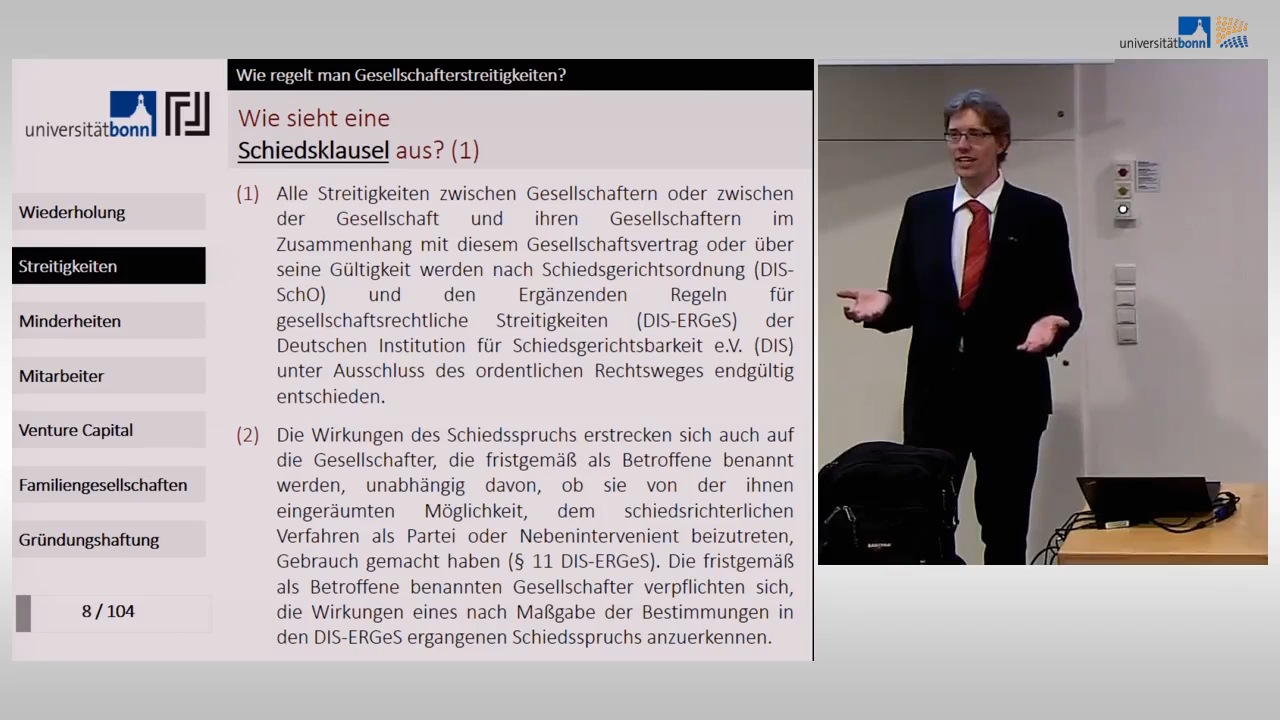 universitätbonn
Wie regelt man Gesellschafterstreitigkeiten?
universitätbonn
Wie sieht eine
Schiedsklausel aus? (1)
Wiederholung
Streitigkeiten
Minderheiten
Mitarbeiter
Venture Capital
Familiengesellschaften
Gründungshaftung
8 / 104
(1) Alle Streitigkeiten zwischen Gesellschaftern oder zwischen
der Gesellschaft und ihren Gesellschaftern im
Zusammenhang mit diesem Gesellschaftsvertrag oder über
seine Gültigkeit werden nach Schiedsgerichtsordnung (DIS-
SchO) und den Ergänzenden Regeln für
gesellschaftsrechtliche Streitigkeiten (DIS-ERGeS) der
Deutschen Institution für Schiedsgerichtsbarkeit e.V. (DIS)
unter Ausschluss des ordentlichen Rechtsweges endgültig
entschieden.
(2) Die Wirkungen des Schiedsspruchs erstrecken sich auch auf
die Gesellschafter, die fristgemäß als Betroffene benannt
werden, unabhängig davon, ob sie von der ihnen
eingeräumten Möglichkeit, dem schiedsrichterlichen
Verfahren als Partei oder Nebenintervenient beizutreten,
Gebrauch gemacht haben (§ 11 DIS-ERGeS). Die fristgemäß
als Betroffene benannten Gesellschafter verpflichten sich,
die Wirkungen eines nach Maßgabe der Bestimmungen in
den DIS-ERGeS ergangenen Schiedsspruchs anzuerkennen.
EASTPAK